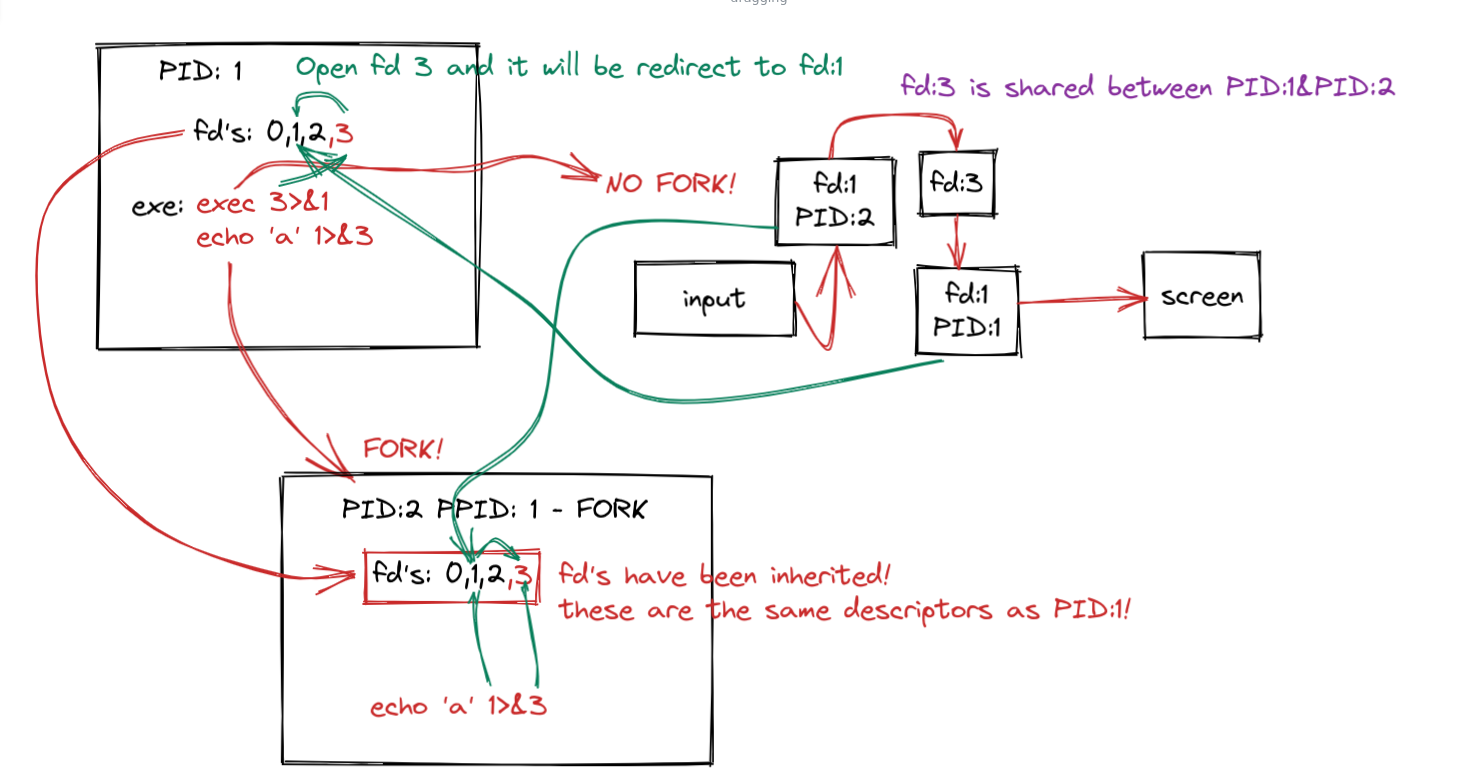 dragging
PID: 1
Open fd 3 and it will be redirect to fd:1
fd:3 is shared between PID:1&PID:2
fd's: 0,1,2,3
NO FORK!
exe: exec 3>&1
echo 'a' 1>&3
fd:1
PID:2
fd:3
input
fd:1
PID:1
screen
FORK!
PID:2 PPID: 1 - FORK
fd's: 0,1,2,3
fd's have been inherited!
these are the same descriptors as PID:1!
echo 'a' 1>&3